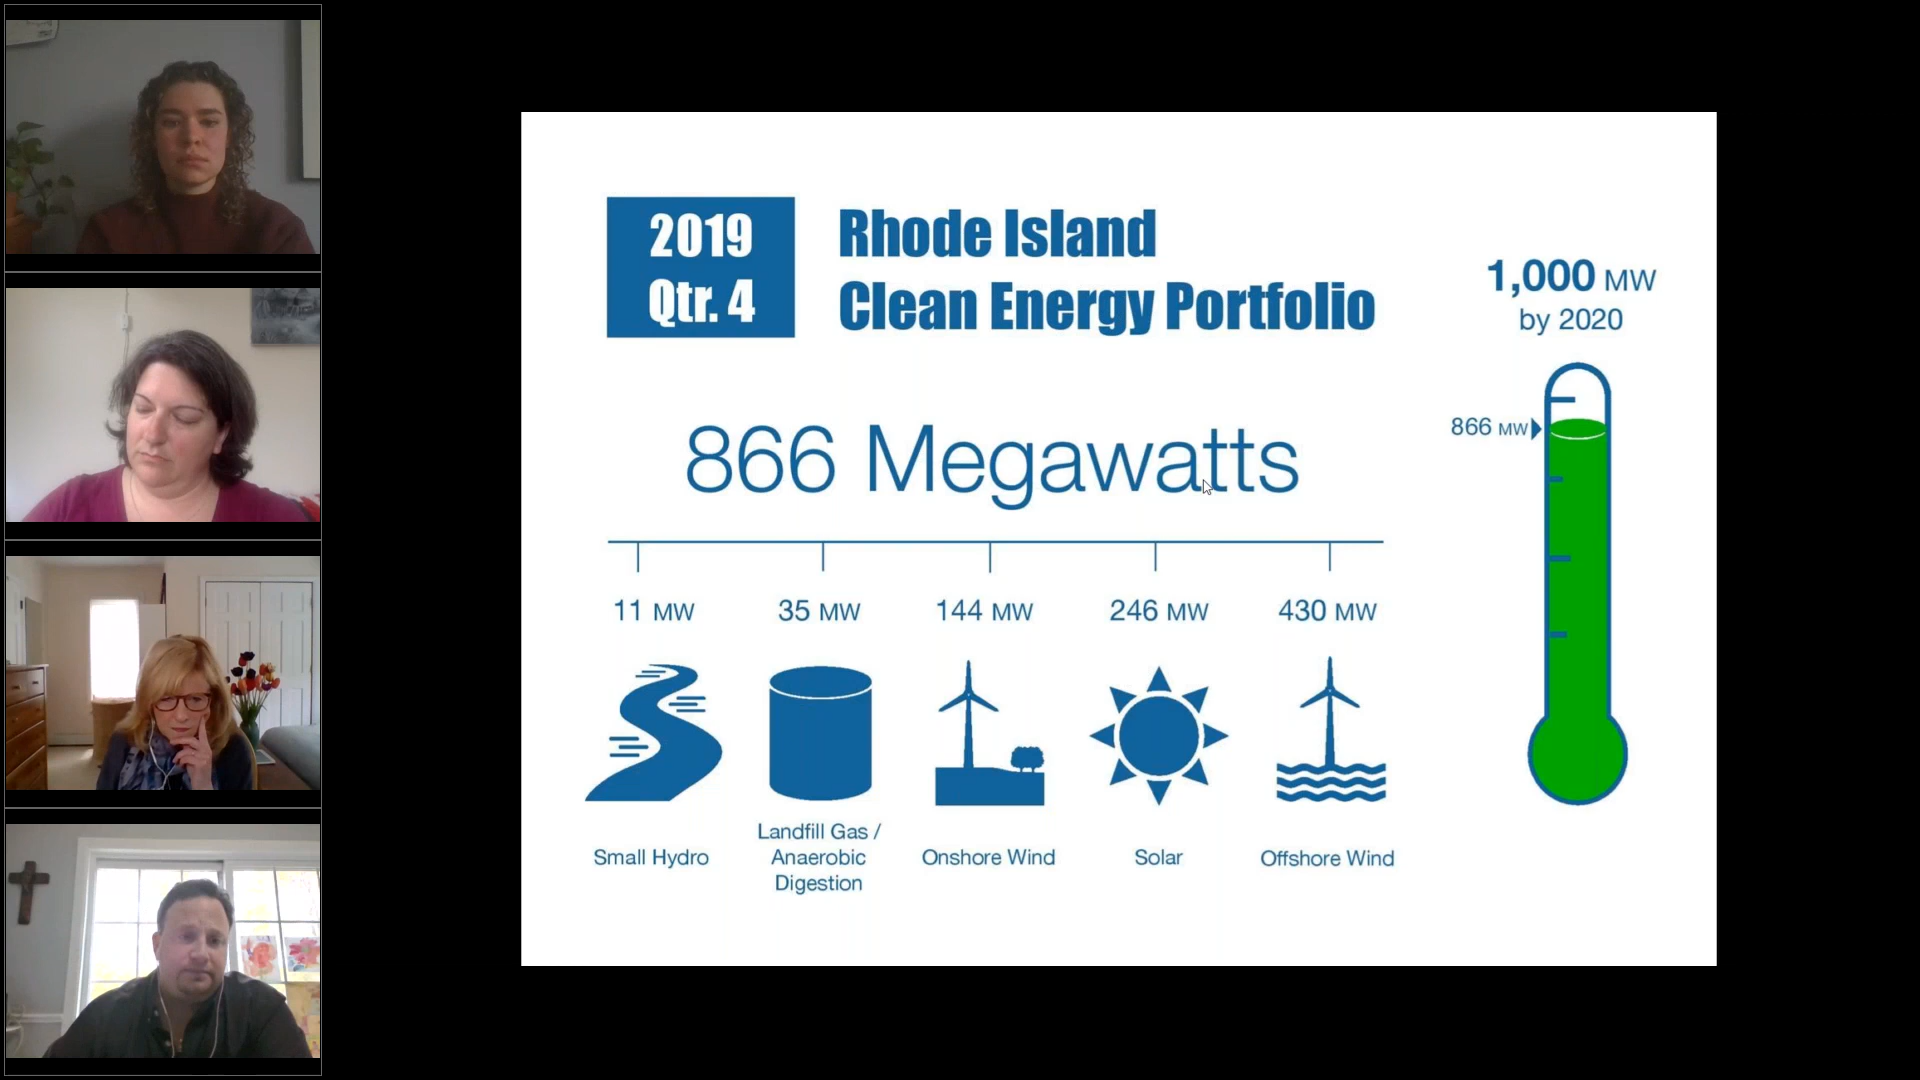 2019
Qtr. 4
Rhode Island
Clean Energy Portfolio
1,000 MW
by 2020
866 MW
866 Megawatts
11 MW
35 MW
144 MW
246 MW
430 MW
Small Hydro
Landfill Gas /
Anaerobic
Digestion
Onshore Wind
Solar
Offshore Wind